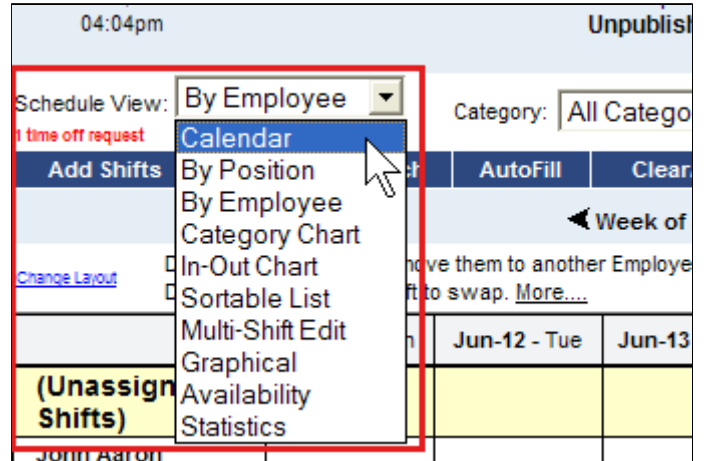 04:04pm
Unpublish
Schedule View: By Employee
Category: All Catego
1 time off request
Calendar
Add Shifts
AutoFill
Clear
By Position
By Employee
Week of
Category Chart
Change Layout
In-Out Chart
ve them to another Employe
Sortable List
to swap. More....
Multi-Shift Edit
Jun-12 - Tue
Jun-13
Graphical
(Unassign
Availability
Shifts)
Statistics
John Aaron